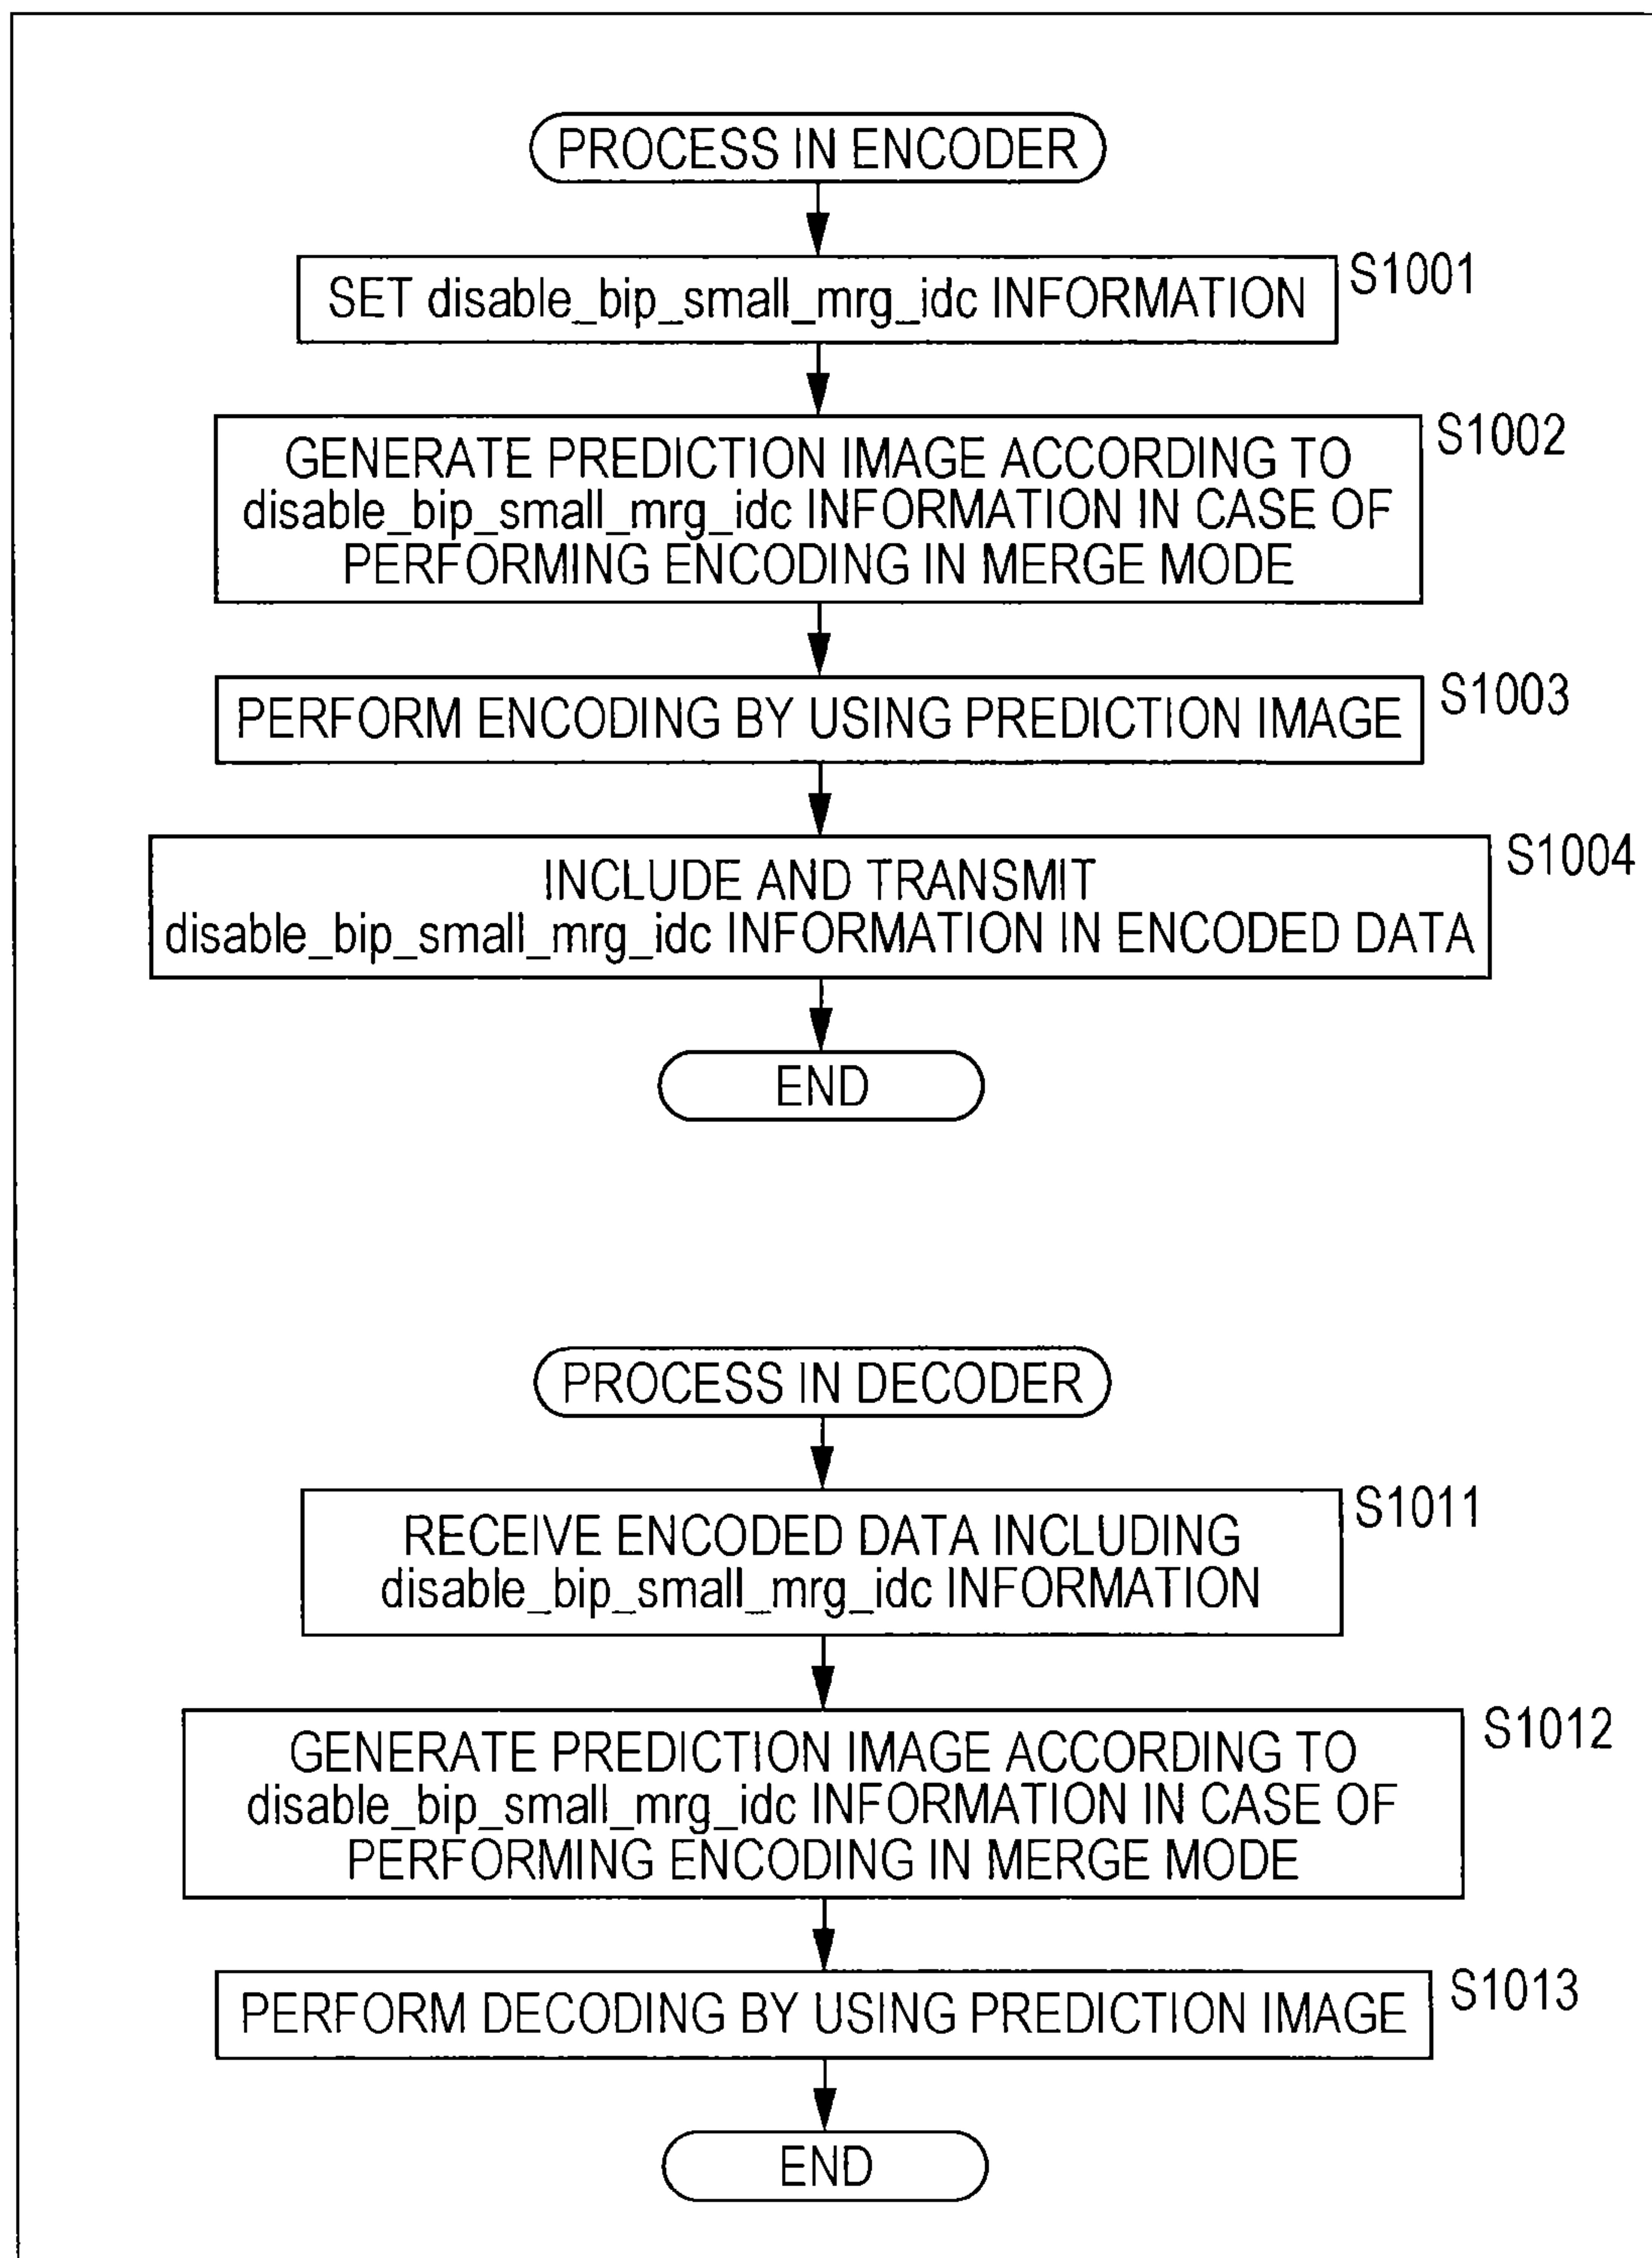 PROCESS IN ENCODER
SET disable_bip_small_mrg_idc INFORMATION
S1001
GENERATE PREDICTION IMAGE ACCORDING TO
disable_bip_small_mrg_idc INFORMATION IN CASE OF
PERFORMING ENCODING IN MERGE MODE
S1002
PERFORM ENCODING BY USING PREDICTION IMAGE
S1003
INCLUDE AND TRANSMIT
disable_bip_small_mrg_idc INFORMATION IN ENCODED DATA
S1004
END
PROCESS IN DECODER
RECEIVE ENCODED DATA INCLUDING
disable_bip_small_mrg_idc INFORMATION
S1011
GENERATE PREDICTION IMAGE ACCORDING TO
disable_bip_small_mrg_idc INFORMATION IN CASE OF
PERFORMING ENCODING IN MERGE MODE
S1012
PERFORM DECODING BY USING PREDICTION IMAGE
S1013
END